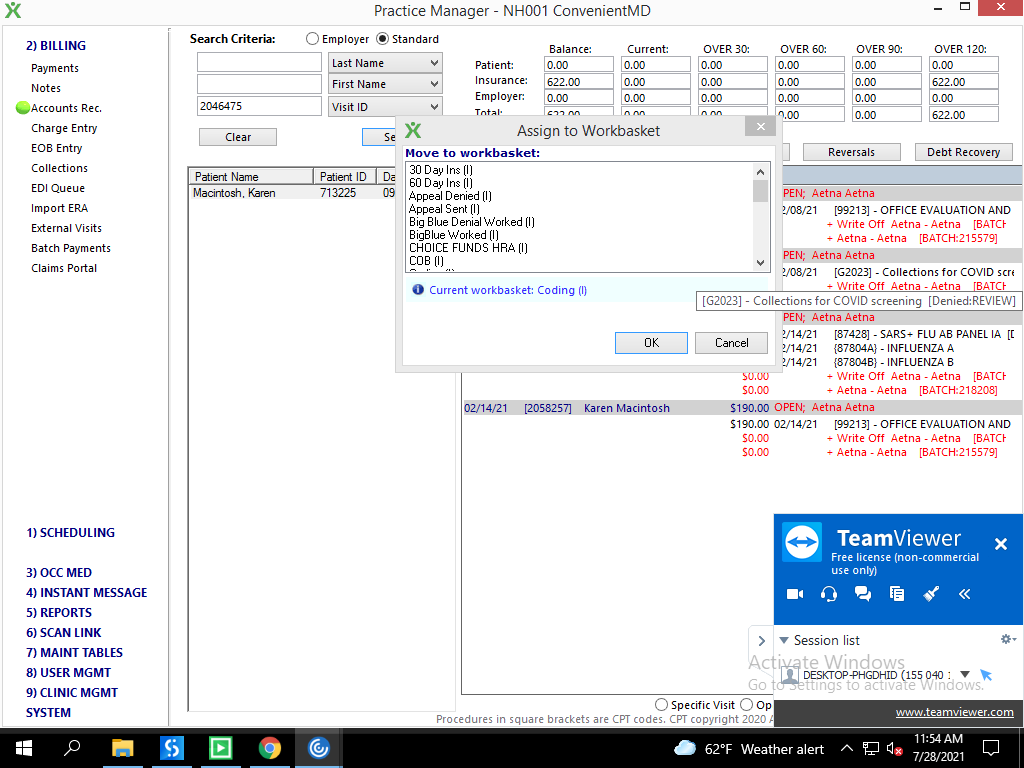 Practice Manager - NH001 ConvenientMD
2) BILLING
Payments
Notes
Accounts Rec.
Charge Entry
EOB Entry
Collections
EDI Queue
Import ERA
External Visits
Batch Payments
Claims Portal
1) SCHEDULING
3) OCC MED
4) INSTANT MESSAGE
5) REPORTS
6) SCAN LINK
7) MAINT TABLES
8) USER MGMT
9) CLINIC MGMT
SYSTEM
Search Criteria: Employer Standard
Last Name
First Name
2046475 Visit ID
Clear Se
Balance: Current: OVER 30: OVER 60: OVER 90: OVER 120:
Patient: 0.00 0.00 0.00 0.00 0.00 0.00
Insurance: 622.00 0.00 0.00 0.00 0.00 622.00
Employer: 0.00 0.00 0.00 0.00 0.00 0.00
Total: 622.00 0.00 0.00 0.00 0.00 622.00
Reversals Debt Recovery
Patient Name Patient ID Da
Macintosh, Karen 713225 09
Assign to Workbasket
Move to workbasket:
30 Day Ins (I)
60 Day Ins (I)
Appeal Denied (I)
Appeal Sent (I)
Big Blue Denial Worked (I)
BigBlue Worked (I)
CHOICE FUNDS HRA (I)
COB (I)
Coding (I)
Current workbasket: Coding (I)
OK Cancel
PEN; Aetna Aetna
2/08/21 [99213] - OFFICE EVALUATION AND
+ Write Off Aetna - Aetna [BATCH
+ Aetna - Aetna [BATCH:215579]
PEN; Aetna Aetna
2/08/21 [G2023] - Collections for COVID scre
+ Write Off Aetna - Aetna [BATCH
[G2023] - Collections for COVID screening [Denied:REVIEW]
PEN; Aetna Aetna
2/14/21 [87428] - SARS+ FLU AB PANEL IA [D
2/14/21 {87804A} - INFLUENZA A
2/14/21 {87804B} - INFLUENZA B
$0.00 + Write Off Aetna - Aetna [BATCH
$0.00 + Aetna - Aetna [BATCH:218208]
02/14/21 [2058257] Karen Macintosh $190.00 OPEN; Aetna Aetna
$190.00 02/14/21 [99213] - OFFICE EVALUATION AND
$0.00 + Write Off Aetna - Aetna [BATCH
$0.00 + Aetna - Aetna [BATCH:215579]
TeamViewer
Free license (non-commercial
use only)
Session list
Activate Windows
DESKTOP-PHGDHID (155 040 :
Go to Settings to activate Windows.
www.teamviewer.com
Specific Visit Op
Procedures in square brackets are CPT codes. CPT copyright 2020 A
62°F Weather alert
11:54 AM
7/28/2021